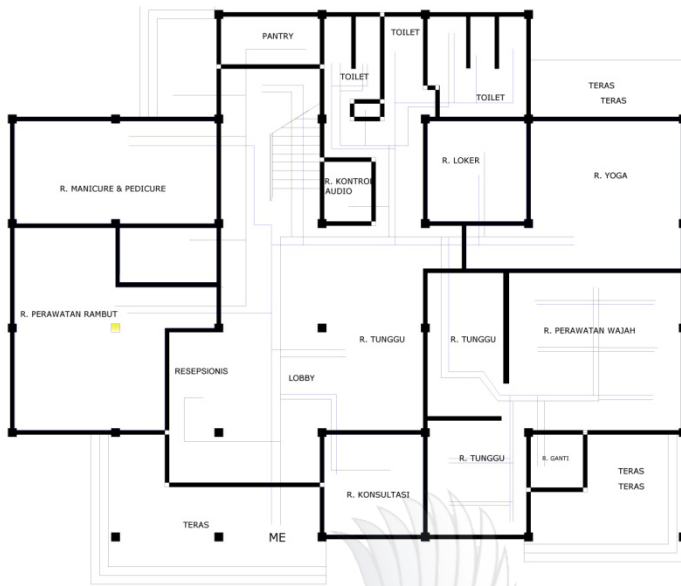 TOILET
PANTRY
TOILET
TERAS
TOILET
TERAS
R. LOKER
R. YOGA
R. KONTROL
AUDIO
R. MANICURE & PEDICURE
R. PERAWATAN RAMBUT
R. TUNGGU
R. TUNGGU
R. PERAWATAN WAJAH
RESEPSIONIS
LOBBY
R. TUNGGU
R. GANTI
TERAS
TERAS
R. KONSULTASI
TERAS
ME